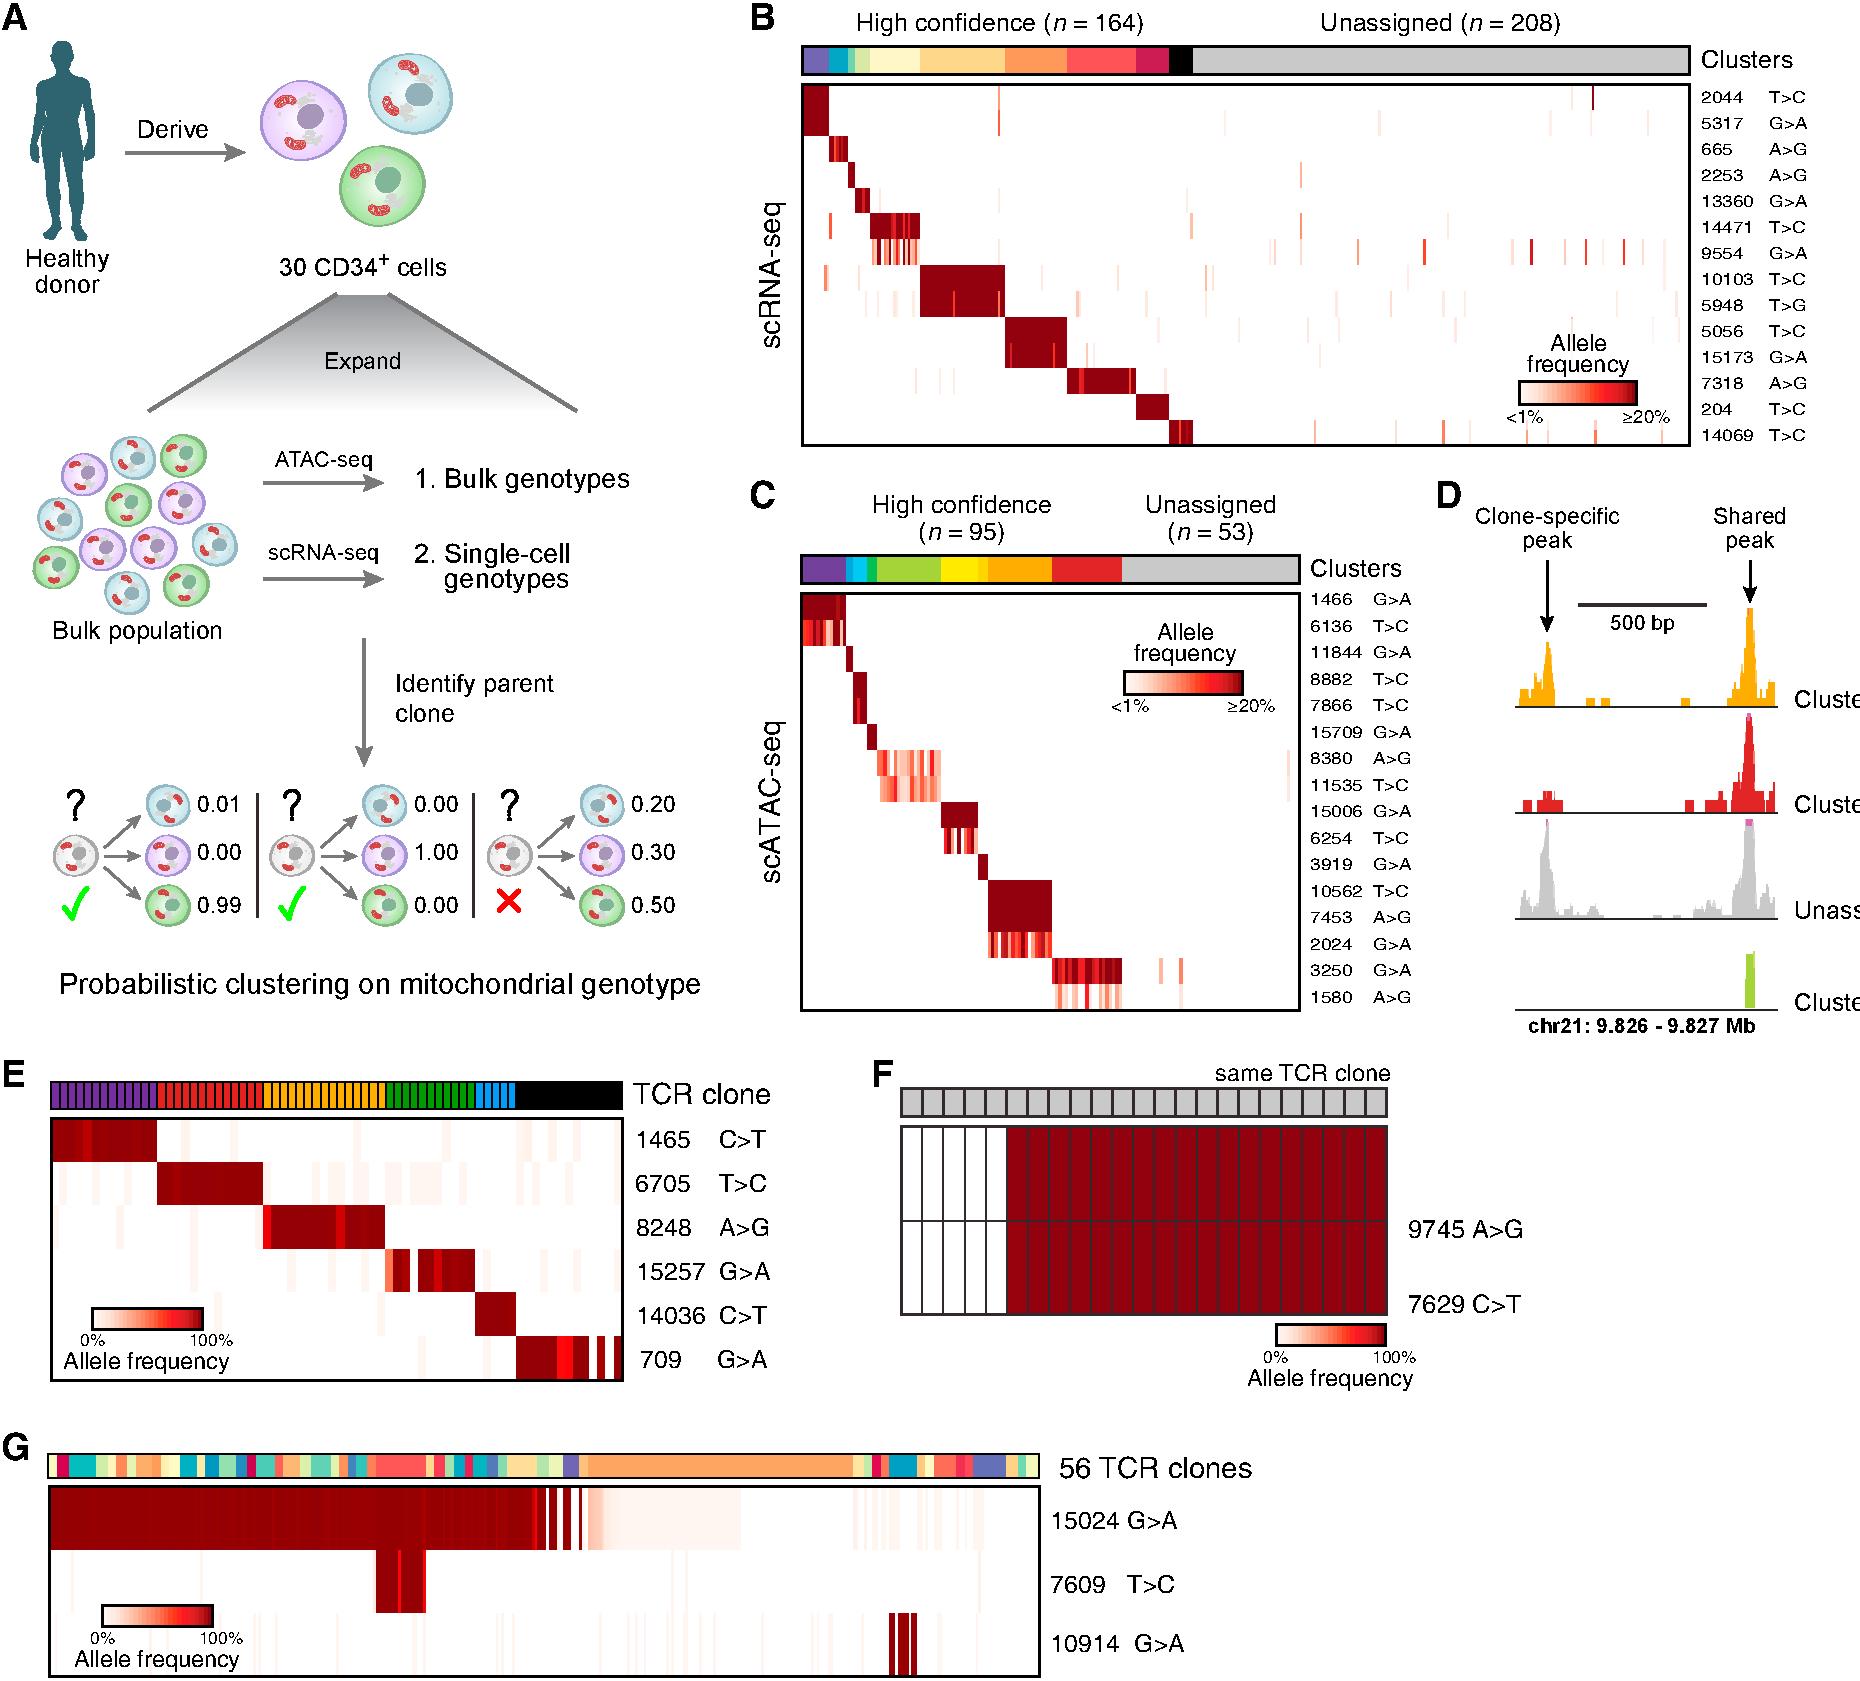 A
Derive
Healthy
donor
30 CD34+ cells
Expand
ATAC-seq
1. Bulk genotypes
scRNA-seq
2. Single-cell
genotypes
Bulk population
Identify parent
clone
? ? ?
0.01 0.00 0.20
0.00 1.00 0.30
0.99 0.00 0.50
Probabilistic clustering on mitochondrial genotype
B
High confidence (n = 164)
Unassigned (n = 208)
Clusters
scRNA-seq
2044 T>C
5317 G>A
665 A>G
2253 A>G
13360 G>A
14471 T>C
9554 G>A
10103 T>C
5948 T>G
5056 T>C
15173 G>A
7318 A>G
204 T>C
14069 T>C
Allele
frequency
<1% ≥20%
C
High confidence
(n = 95)
Unassigned
(n = 53)
Clusters
scATAC-seq
1466 G>A
6136 T>C
11844 G>A
8882 T>C
7866 T>C
15709 G>A
8380 A>G
11535 T>C
15006 G>A
6254 T>C
3919 G>A
10562 T>C
7453 A>G
2024 G>A
3250 G>A
1580 A>G
Allele
frequency
<1% ≥20%
D
Clone-specific
peak
Shared
peak
500 bp
Cluste
Cluste
Unass
Cluste
chr21: 9.826 - 9.827 Mb
E
TCR clone
1465 C>T
6705 T>C
8248 A>G
15257 G>A
14036 C>T
709 G>A
0% 100%
Allele frequency
F
same TCR clone
9745 A>G
7629 C>T
0% 100%
Allele frequency
G
56 TCR clones
15024 G>A
7609 T>C
10914 G>A
0% 100%
Allele frequency